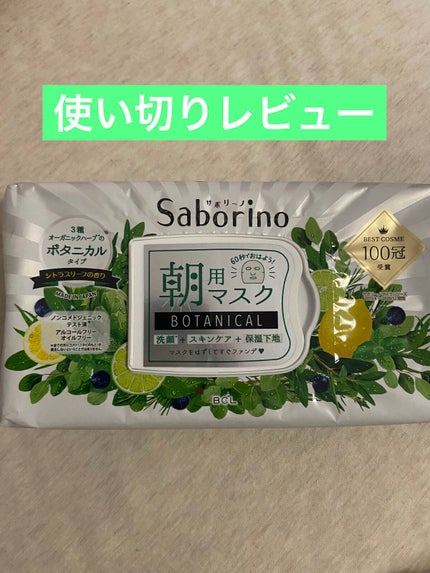 使い切りレビュー
サボリーノ
Saborino
3種
オーガニックハーブ*の
ボタニカル
タイプ
シトラスリーフの香り
MADE IN JAPAN
ノンコメドジェニック
テスト済*
アルコールフリー
オイルフリー
60秒でおはよう!
朝用
マスク
BOTANICAL
洗顔*+スキンケア+保湿下地
マスクをはずしてすぐファンデ♥
BEST COSME
100冠
受賞
BCL